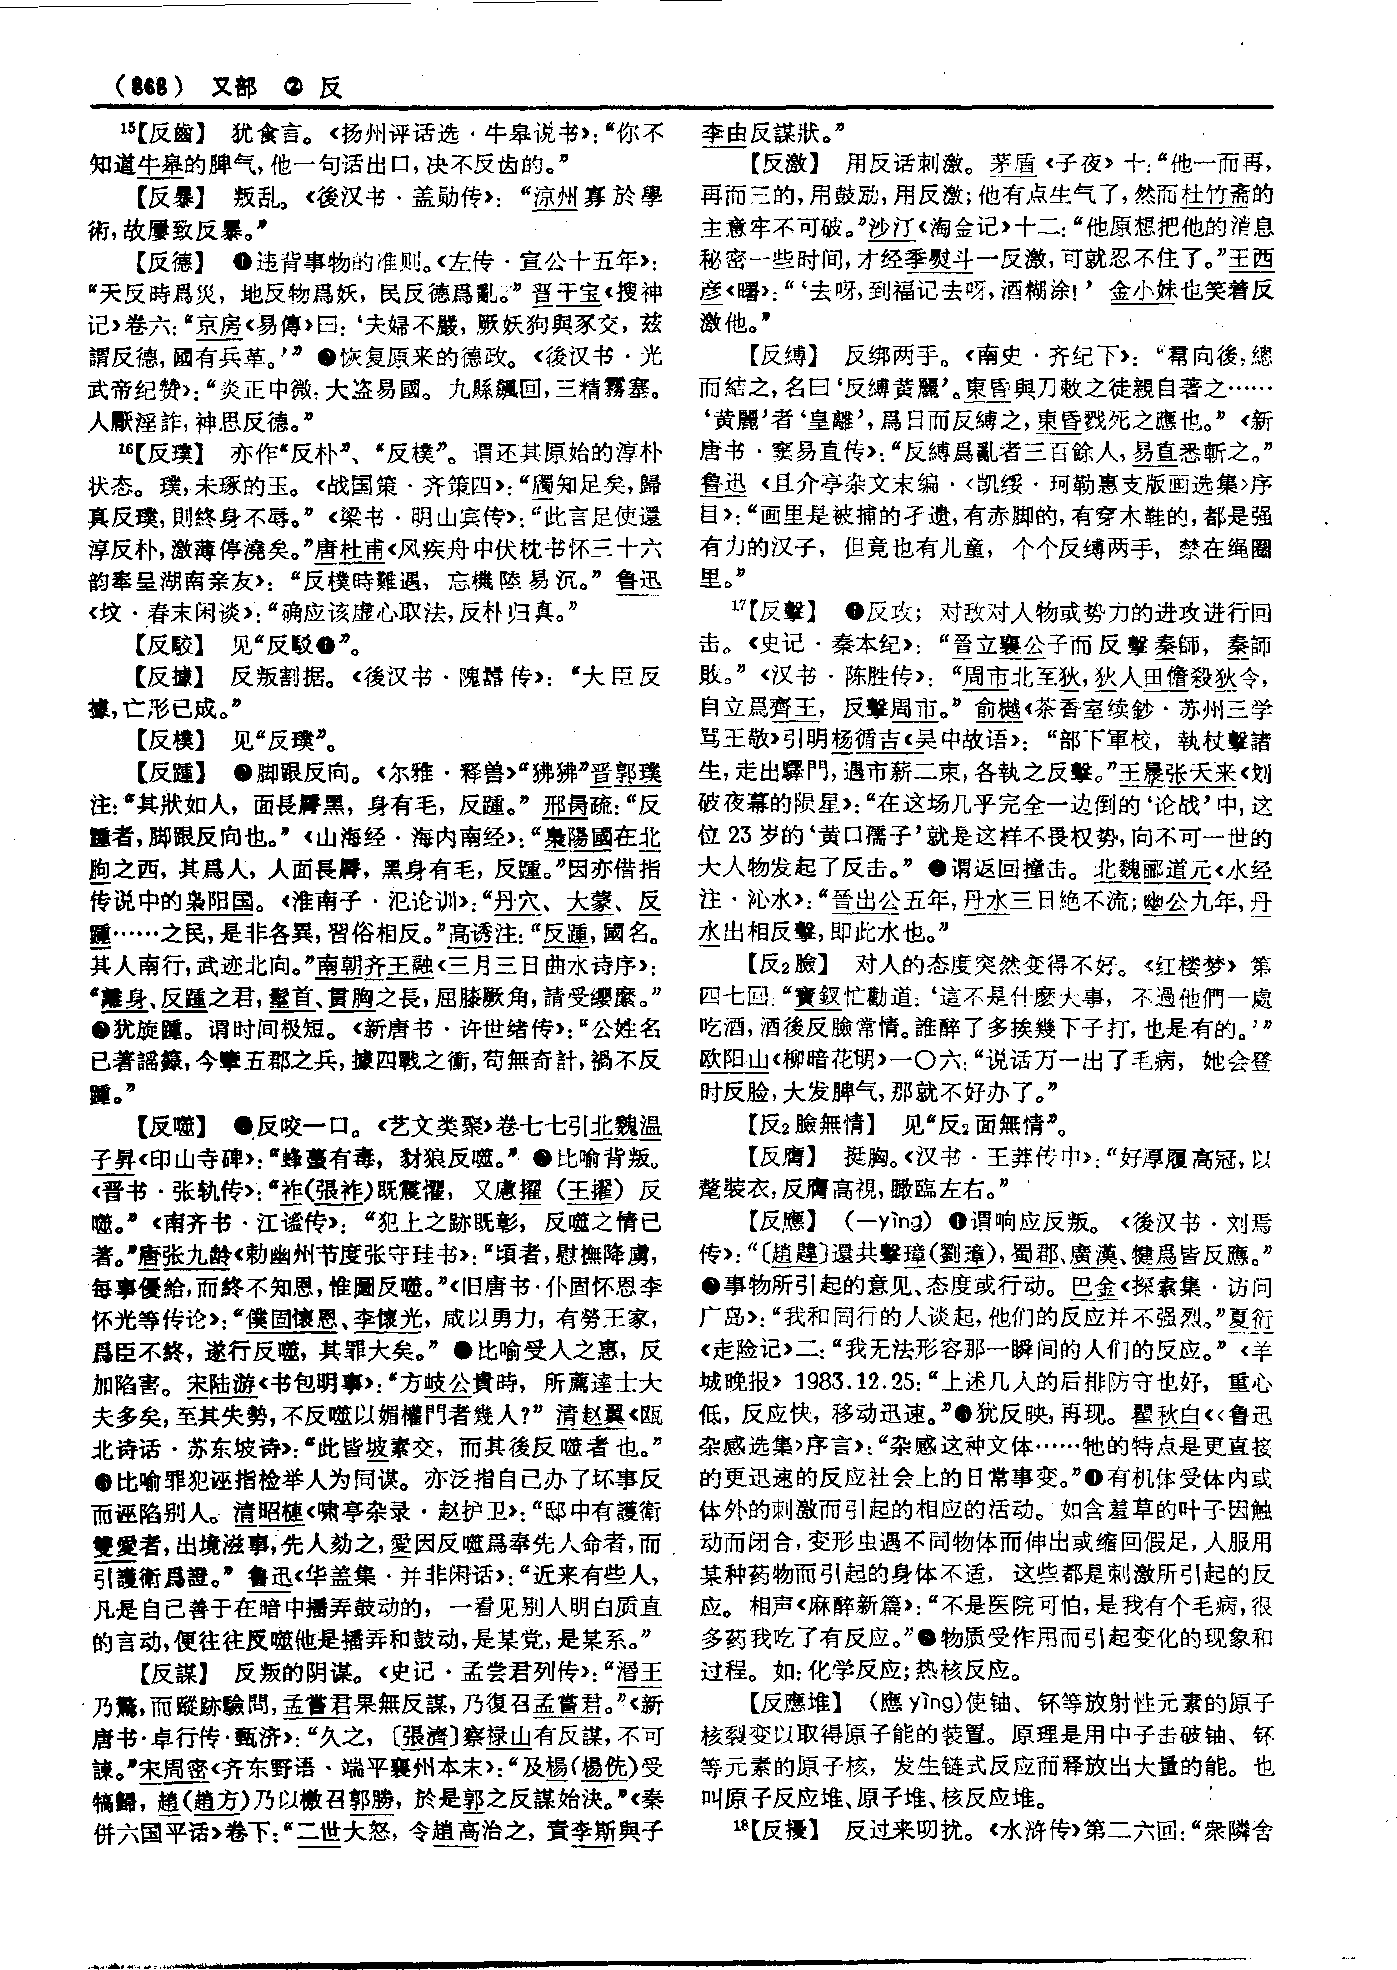 （868） 又部 ② 反
15【反齒】 犹食言。《扬州评话选·牛皋说书》：“你不
知道牛皋的脾气，他一句话出口，决不反齿的。”
【反暴】 叛乱。《後汉书·盖勋传》：“涼州寡於學
術，故屢致反暴。”
【反德】 ❶违背事物的准则。《左传·宣公十五年》：
“天反時爲災，地反物爲妖，民反德爲亂。”晋干宝《搜神
记》卷六：“京房《易傳》曰：‘夫婦不嚴，厥妖狗與豕交，茲
謂反德，國有兵革。’”❷恢复原来的德政。《後汉书·光
武帝纪赞》：“炎正中微，大盗易國。九縣飆回，三精霧塞。
人厭淫詐，神思反德。”
16【反璞】 亦作“反朴”、“反樸”。谓还其原始的淳朴
状态。璞，未琢的玉。《战国策·齐策四》：“斶知足矣，歸
真反璞，則終身不辱。”《梁书·明山宾传》：“此言足使還
淳反朴，激薄停澆矣。”唐杜甫《风疾舟中伏枕书怀三十六
韵奉呈湖南亲友》：“反樸時難遇，忘機陸易沉。”鲁迅
《坟·春末闲谈》：“确应该虚心取法，反朴归真。”
【反駮】 见“反駁❶”。
【反據】 反叛割据。《後汉书·隗嚣传》：“大臣反
據，亡形已成。”
【反樸】 见“反璞”。
【反踵】 ❶脚跟反向。《尔雅·释兽》“狒狒”晋郭璞
注：“其狀如人，面長脣黑，身有毛，反踵。”邢昺疏：“反
踵者，脚跟反向也。”《山海经·海内南经》：“梟陽國在北
朐之西，其爲人，人面長脣，黑身有毛，反踵。”因亦借指
传说中的枭阳国。《淮南子·氾论训》：“丹穴、大蒙、反
踵……之民，是非各異，習俗相反。”高诱注：“反踵，國名。
其人南行，武迹北向。”南朝齐王融《三月三日曲水诗序》：
“離身、反踵之君，髽首、貫胸之長，屈膝厥角，請受纓縻。”
❷犹旋踵。谓时间极短。《新唐书·许世绪传》：“公姓名
已著謡籙，今擎五郡之兵，據四戰之衝，苟無奇計，禍不反
踵。”
【反噬】 ❶反咬一口。《艺文类聚》卷七七引北魏温
子昇《印山寺碑》：“蜂蠆有毒，豺狼反噬。”❷比喻背叛。
《晋书·张轨传》：“祚(張祚)既震懼，又慮擢（王擢）反
噬。”《南齐书·江谧传》：“犯上之跡既彰，反噬之情已
著。”唐张九龄《勅幽州节度张守珪书》：“頃者，慰撫降虜，
每事優給，而終不知恩，惟圖反噬。”《旧唐书·仆固怀恩李
怀光等传论》：“僕固懷恩、李懷光，咸以勇力，有勞王家，
爲臣不終，遂行反噬，其罪大矣。”❸比喻受人之惠，反
加陷害。宋陆游《书包明事》：“方岐公貴時，所薦達士大
夫多矣，至其失勢，不反噬以媚權門者幾人？”清赵翼《瓯
北诗话·苏东坡诗》：“此皆坡素交，而其後反噬者也。”
❹比喻罪犯诬指检举人为同谋。亦泛指自己办了坏事反
而诬陷别人。清昭槤《啸亭杂录·赵护卫》：“邸中有護衛
雙愛者，出境滋事，先人劾之，愛因反噬爲奉先人命者，而
引護衛爲證。”鲁迅《华盖集·并非闲话》：“近来有些人，
凡是自己善于在暗中播弄鼓动的，一看见别人明白质直
的言动，便往往反噬他是播弄和鼓动，是某党，是某系。”
【反謀】 反叛的阴谋。《史记·孟尝君列传》：“湣王
乃驚，而蹤跡驗問，孟嘗君果無反謀，乃復召孟嘗君。”《新
唐书·卓行传·甄济》：“久之，〔張濟〕察禄山有反謀，不可
諫。”宋周密《齐东野语·端平襄州本末》：“及楊(楊侁)受
犒歸，趙(趙方)乃以檄召郭勝，於是郭之反謀始決。”《秦
併六国平话》卷下：“二世大怒，令趙高治之，責李斯與子
李由反謀狀。”
【反激】 用反话刺激。茅盾《子夜》十：“他一而再，
再而三的，用鼓励，用反激；他有点生气了，然而杜竹斋的
主意牢不可破。”沙汀《淘金记》十二：“他原想把他的消息
秘密一些时间，才经季熨斗一反激，可就忍不住了。”王西
彦《曙》：“‘去呀，到福记去呀，酒糊涂！’金小妹也笑着反
激他。”
【反縛】 反绑两手。《南史·齐纪下》：“帬向後，總
而結之，名曰‘反縛黄麗’。東昏與刀敕之徒親自著之……
‘黄麗’者‘皇離’，爲日而反縛之，東昏戮死之應也。”《新
唐书·窦易直传》：“反縛爲亂者三百餘人，易直悉斬之。”
鲁迅《且介亭杂文末编·〈凯绥·珂勒惠支版画选集〉序
目》：“画里是被捕的孑遗，有赤脚的，有穿木鞋的，都是强
有力的汉子，但竟也有儿童，个个反缚两手，禁在绳圈
里。”
17【反擊】 ❶反攻；对敌对人物或势力的进攻进行回
击。《史记·秦本纪》：“晉立襄公子而反擊秦師，秦師
敗。”《汉书·陈胜传》：“周市北至狄，狄人田儋殺狄令，
自立爲齊王，反擊周市。”俞樾《茶香室续鈔·苏州三学
骂王敬》引明杨循吉《吴中故语》：“部下軍校，執杖擊諸
生，走出驛門，遇市薪二束，各執之反擊。”王晨张天来《划
破夜幕的陨星》：“在这场几乎完全一边倒的‘论战’中，这
位23岁的‘黄口孺子’就是这样不畏权势，向不可一世的
大人物发起了反击。”❷谓返回撞击。北魏郦道元《水经
注·沁水》：“晉出公五年，丹水三日絶不流；幽公九年，丹
水出相反擊，即此水也。”
【反₂臉】 对人的态度突然变得不好。《红楼梦》第
四七回：“寶釵忙勸道：‘這不是什麽大事，不過他們一處
吃酒，酒後反臉常情。誰醉了多挨幾下子打，也是有的。’”
欧阳山《柳暗花明》一〇六：“说话万一出了毛病，她会登
时反脸，大发脾气，那就不好办了。”
【反₂臉無情】 见“反₂面無情”。
【反膺】 挺胸。《汉书·王莽传中》：“好厚履高冠，以
氂裝衣，反膺高視，瞰臨左右。”
【反應】（—yìng）❶谓响应反叛。《後汉书·刘焉
传》：“〔趙韙〕還共擊璋(劉璋)，蜀郡、廣漢、犍爲皆反應。”
❷事物所引起的意见、态度或行动。巴金《探索集·访问
广岛》：“我和同行的人谈起，他们的反应并不强烈。”夏衍
《走险记》二：“我无法形容那一瞬间的人们的反应。”《羊
城晚报》1983.12.25：“上述几人的后排防守也好，重心
低，反应快，移动迅速。”❸犹反映，再现。瞿秋白《〈鲁迅
杂感选集〉序言》：“杂感这种文体……牠的特点是更直接
的更迅速的反应社会上的日常事变。”❹有机体受体内或
体外的刺激而引起的相应的活动。如含羞草的叶子因触
动而闭合，变形虫遇不同物体而伸出或缩回假足，人服用
某种药物而引起的身体不适，这些都是刺激所引起的反
应。相声《麻醉新篇》：“不是医院可怕，是我有个毛病，很
多药我吃了有反应。”❺物质受作用而引起变化的现象和
过程。如：化学反应；热核反应。
【反應堆】（應yìng)使铀、钚等放射性元素的原子
核裂变以取得原子能的装置。原理是用中子击破铀、钚
等元素的原子核，发生链式反应而释放出大量的能。也
叫原子反应堆、原子堆、核反应堆。
18【反擾】 反过来叨扰。《水浒传》第二六回：“衆隣舍